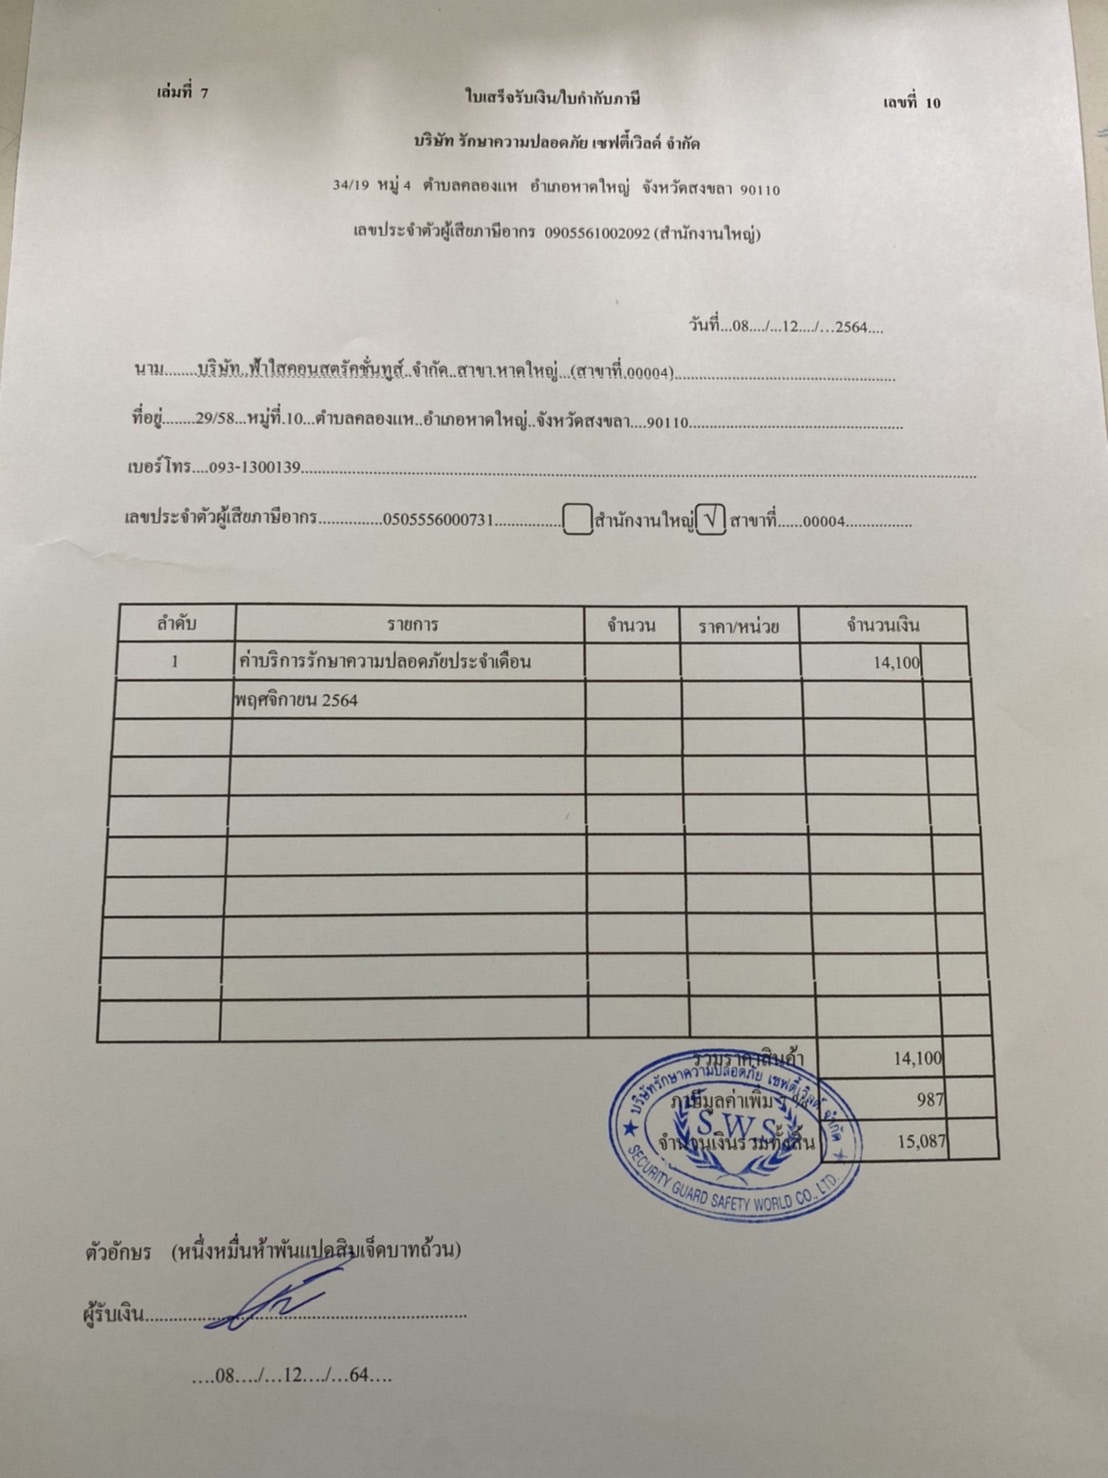 เล่มที่ 7
ใบเสร็จรับเงิน/ใบกำกับภาษี
เลขที่ 10
บริษัท รักษาความปลอดภัย เซฟตี้เวิลด์ จำกัด
34/19 หมู่ 4 ตำบลคลองแห อำเภอหาดใหญ่ จังหวัดสงขลา 90110
เลขประจำตัวผู้เสียภาษีอากร 0905561002092 (สำนักงานใหญ่)
วันที่...08..../...12..../...2564....
นาม........บริษัท..ฟ้าใสคอนสตรัคชั่นทูลส์..จำกัด..สาขา.หาดใหญ่...(สาขาที่.00004)......................................................
ที่อยู่........29/58...หมู่ที่.10...ตำบลคลองแห..อำเภอหาดใหญ่..จังหวัดสงขลา....90110....................................................
เบอร์โทร....093-1300139....................................................................................................................................
เลขประจำตัวผู้เสียภาษีอากร...............0505556000731................ สำนักงานใหญ่ √ สาขาที่......00004................
ลำดับ รายการ จำนวน ราคา/หน่วย จำนวนเงิน
1 ค่าบริการรักษาความปลอดภัยประจำเดือน 14,100
พฤศจิกายน 2564
รวมราคาสินค้า 14,100
ภาษีมูลค่าเพิ่ม 987
จำนวนเงินรวมทั้งสิ้น 15,087
บริษัทรักษาความปลอดภัย เซฟตี้เวิลด์ จำกัด
S.W.S
SECURITY GUARD SAFETY WORLD CO., LTD.
ตัวอักษร (หนึ่งหมื่นห้าพันแปดสิบเจ็ดบาทถ้วน)
ผู้รับเงิน...................................................................
....08..../...12..../...64....